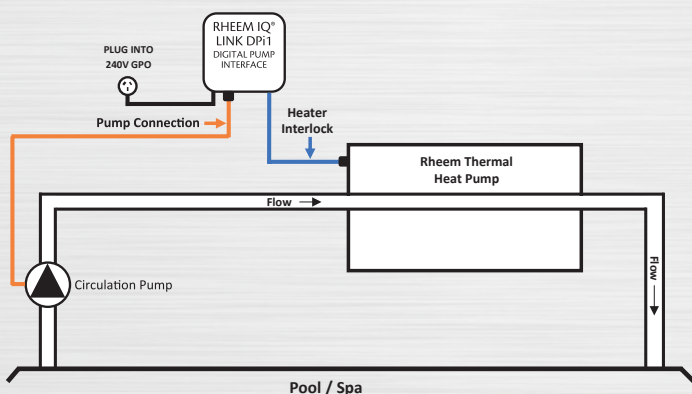 RHEEM IQ®
LINK DPi1
DIGITAL PUMP
INTERFACE
PLUG INTO
240V GPO
Pump Connection
Heater
Interlock
Rheem Thermal
Heat Pump
Flow
Circulation Pump
Flow
Pool / Spa